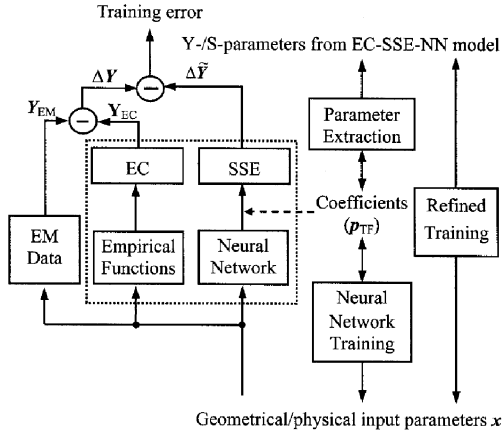 Training error
Y-/S-parameters from EC-SSE-NN model
ΔY
ΔỸ
−
Y_EM
−
Y_EC
Parameter
Extraction
EC
SSE
Coefficients
(p_TF)
Refined
Training
EM
Data
Empirical
Functions
Neural
Network
Neural
Network
Training
Geometrical/physical input parameters x